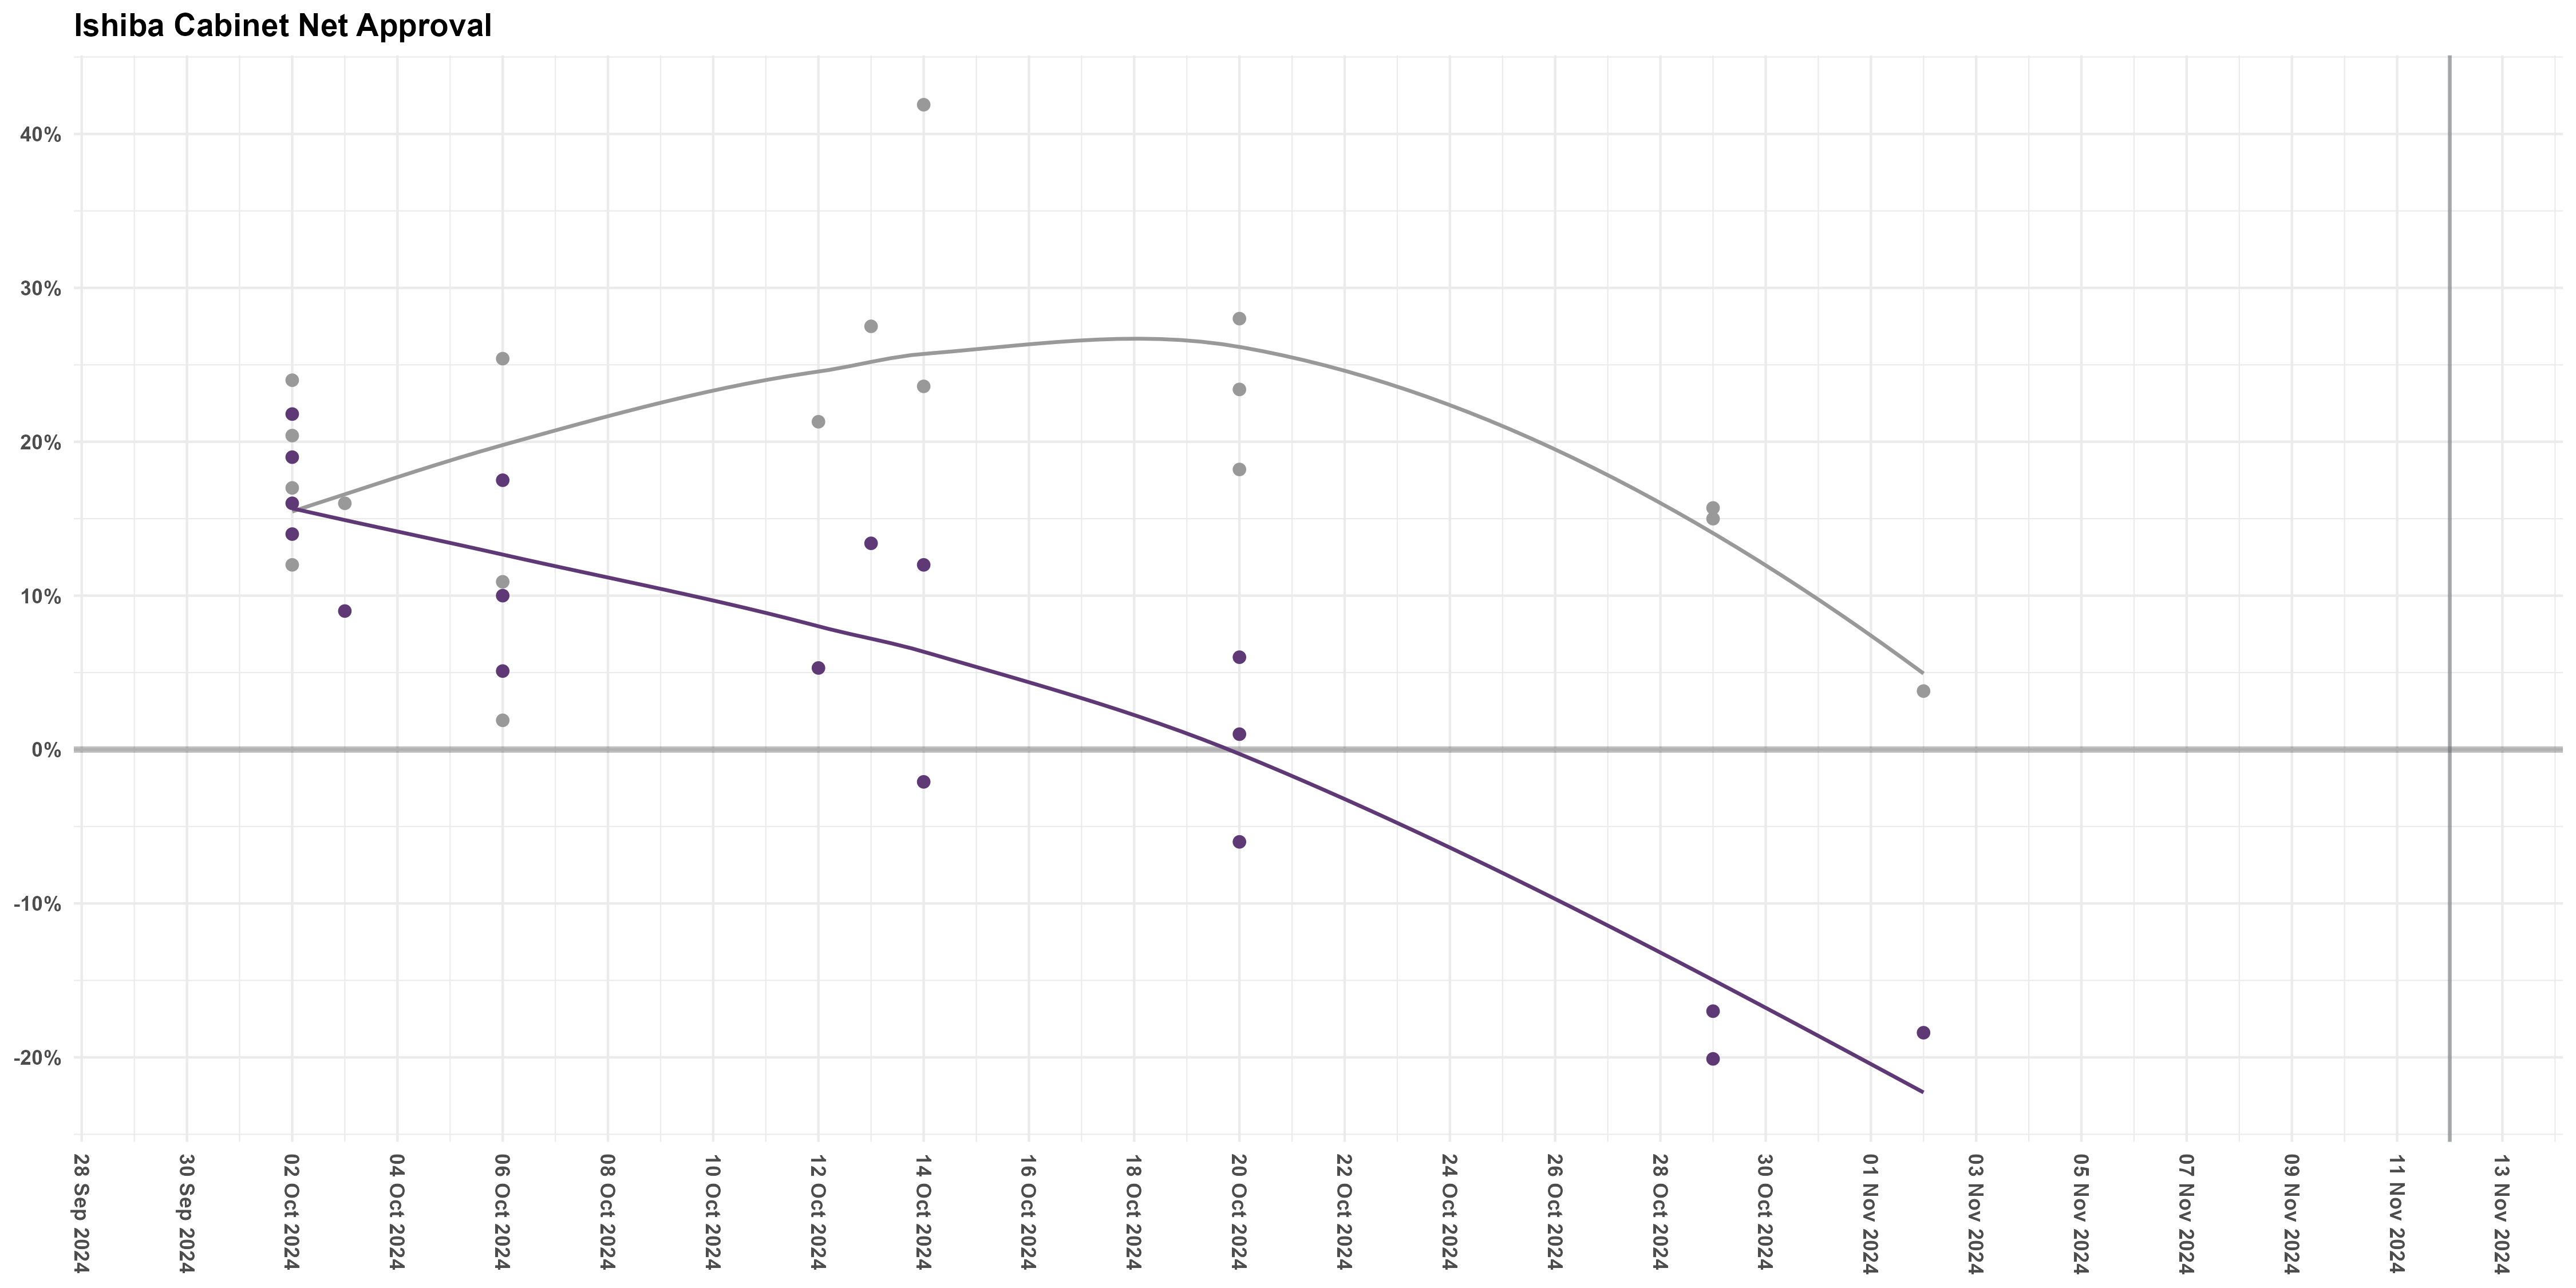 Ishiba Cabinet Net Approval
40%
30%
20%
10%
0%
-10%
-20%
28 Sep 2024
30 Sep 2024
02 Oct 2024
04 Oct 2024
06 Oct 2024
08 Oct 2024
10 Oct 2024
12 Oct 2024
14 Oct 2024
16 Oct 2024
18 Oct 2024
20 Oct 2024
22 Oct 2024
24 Oct 2024
26 Oct 2024
28 Oct 2024
30 Oct 2024
01 Nov 2024
03 Nov 2024
05 Nov 2024
07 Nov 2024
09 Nov 2024
11 Nov 2024
13 Nov 2024